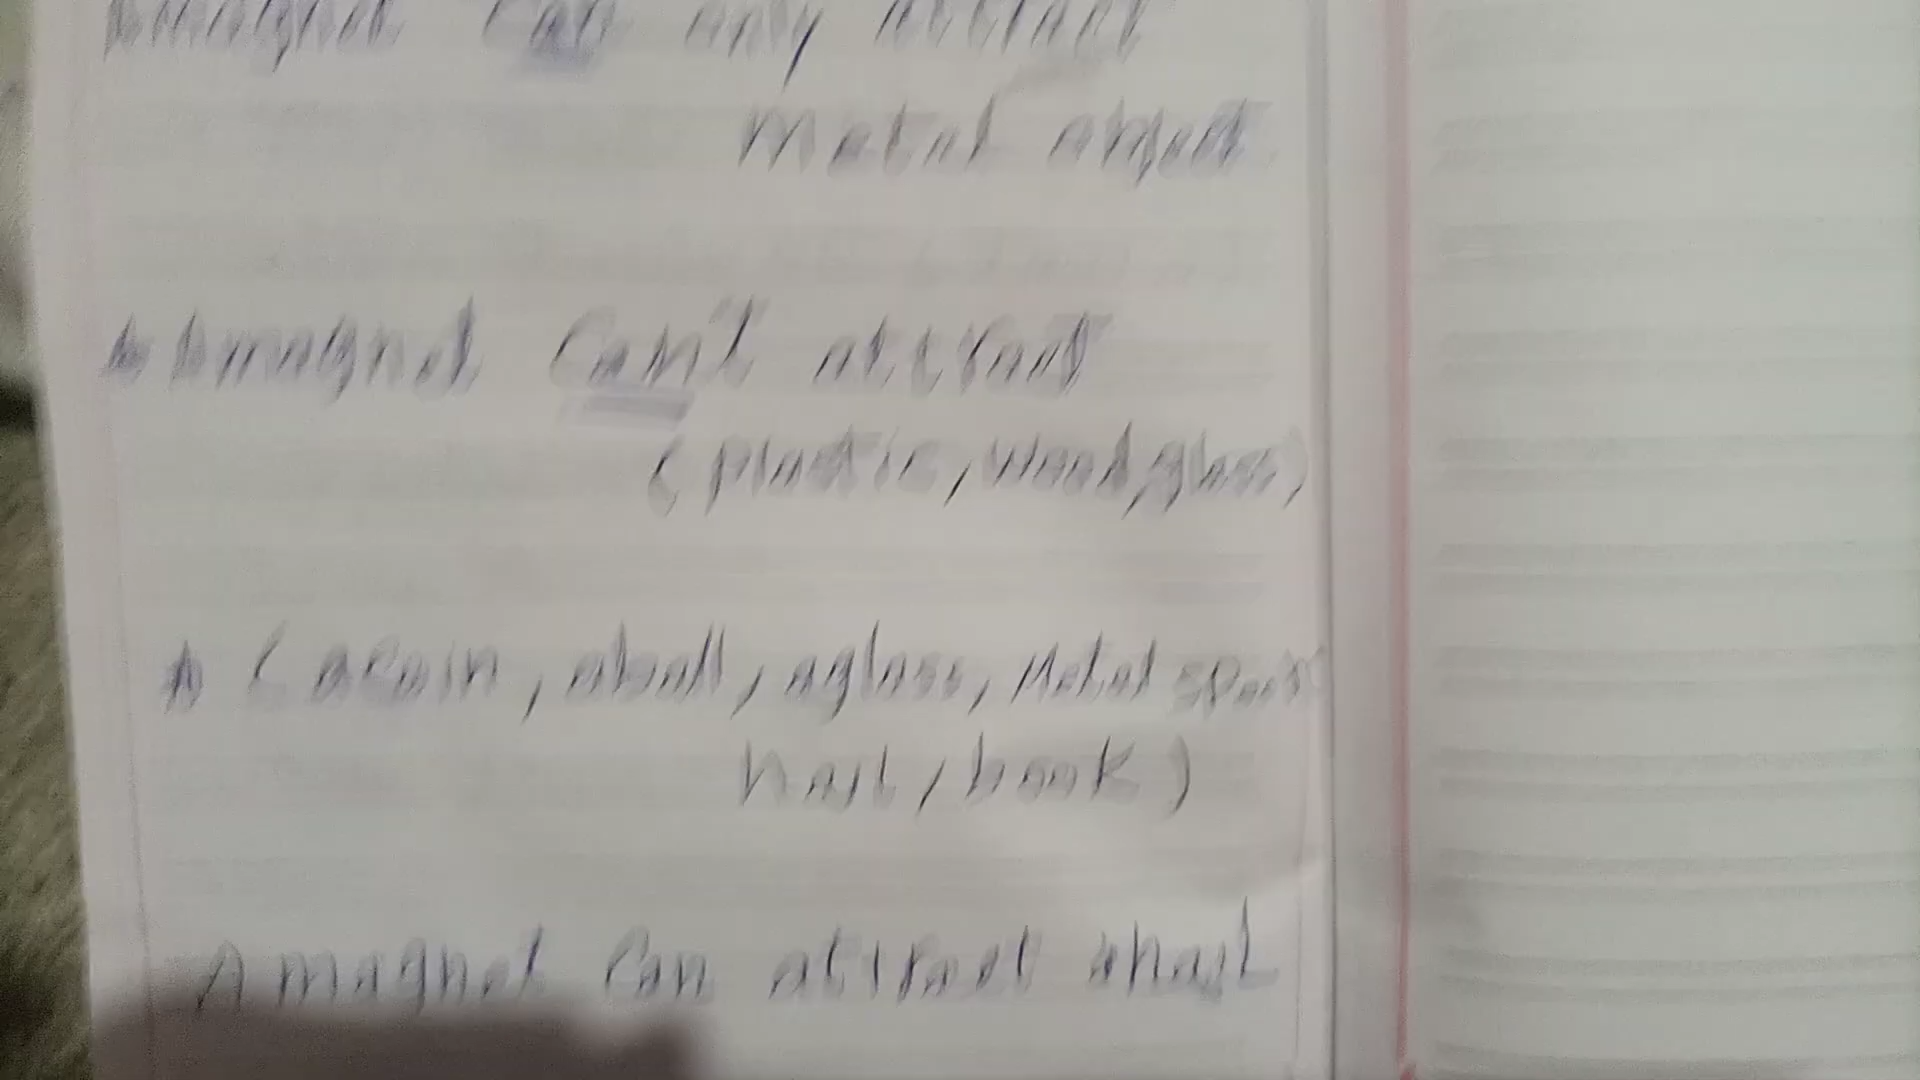 A magnet can only attract
metal object
A magnet can't attract
(plastic, wood, glass)
(a coin, a ball, a glass, Metal spoon
nail, book)
A magnet can attract a nail